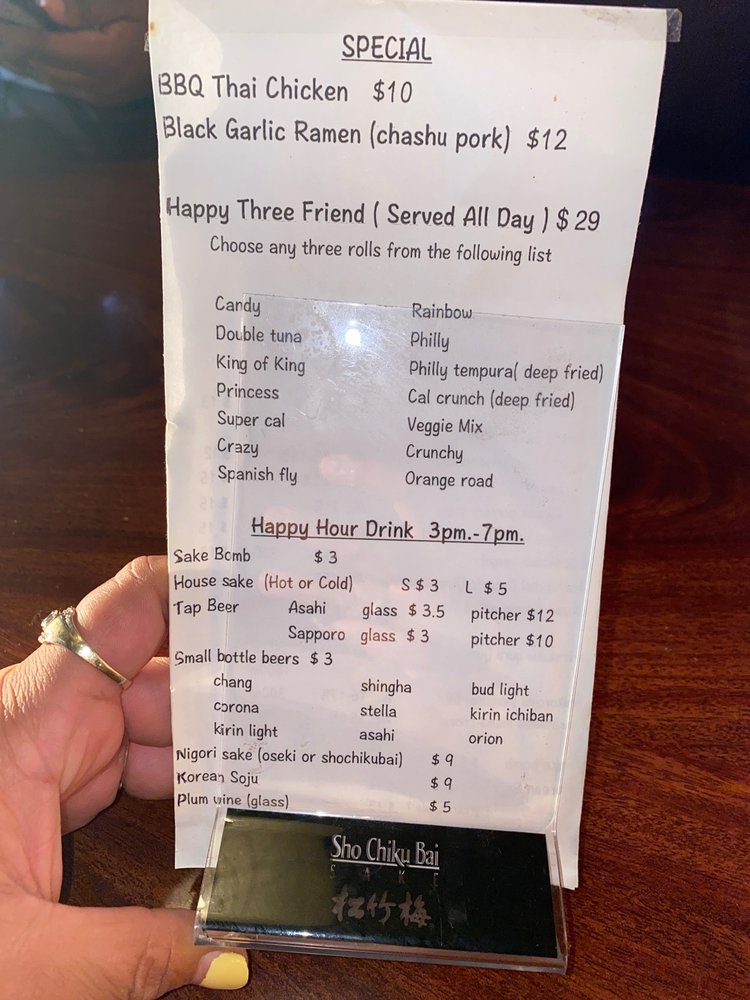 SPECIAL
BBQ Thai Chicken $10
Black Garlic Ramen (chashu pork) $12
Happy Three Friend ( Served All Day ) $ 29
Choose any three rolls from the following list
Candy Rainbow
Double tuna Philly
King of King Philly tempura( deep fried)
Princess Cal crunch (deep fried)
Super cal Veggie Mix
Crazy Crunchy
Spanish fly Orange road
Happy Hour Drink 3pm.-7pm.
Sake Bomb $ 3
House sake (Hot or Cold) S $ 3 L $ 5
Tap Beer Asahi glass $ 3.5 pitcher $12
Sapporo glass $ 3 pitcher $10
Small bottle beers $ 3
chang shingha bud light
corona stella kirin ichiban
kirin light asahi orion
Nigori sake (oseki or shochikubai) $ 9
Korean Soju $ 9
Plum wine (glass) $ 5
Sho Chiku Bai
SAKE
松竹梅